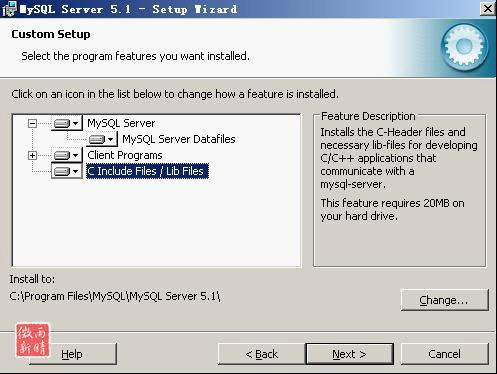 MySQL Server 5.1 - Setup Wizard
Custom Setup
Select the program features you want installed.
Click on an icon in the list below to change how a feature is installed.
MySQL Server
MySQL Server Datafiles
Client Programs
C Include Files / Lib Files
Feature Description
Installs the C-Header files and
necessary lib-files for developing
C/C++ applications that
communicate with a
mysql-server.
This feature requires 20MB on
your hard drive.
Install to:
C:\Program Files\MySQL\MySQL Server 5.1\
Change...
微雨
新晴
Help
< Back
Next >
Cancel